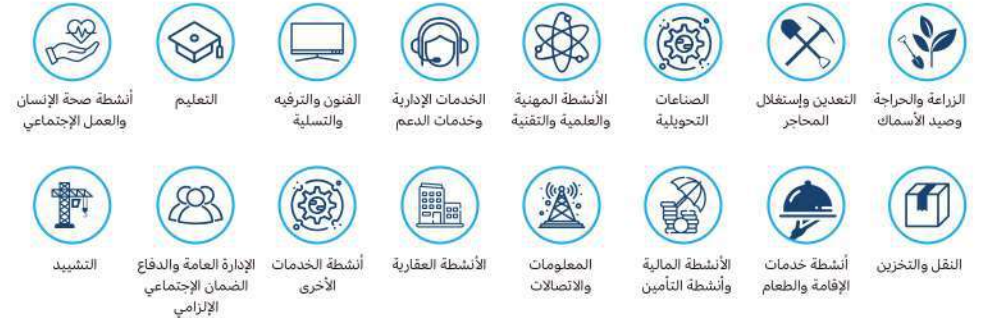 الزراعة والحراجة
وصيد الأسماك
التعدين وإستغلال
المحاجر
الصناعات
التحويلية
الأنشطة المهنية
والعلمية والتقنية
الخدمات الإدارية
وخدمات الدعم
الفنون والترفيه
والتسلية
التعليم
أنشطة صحة الإنسان
والعمل الإجتماعي
النقل والتخزين
أنشطة خدمات
الإقامة والطعام
الأنشطة المالية
وأنشطة التأمين
المعلومات
والاتصالات
الأنشطة العقارية
أنشطة الخدمات
الأخرى
الإدارة العامة والدفاع
الضمان الإجتماعي
الإلزامي
التشييد